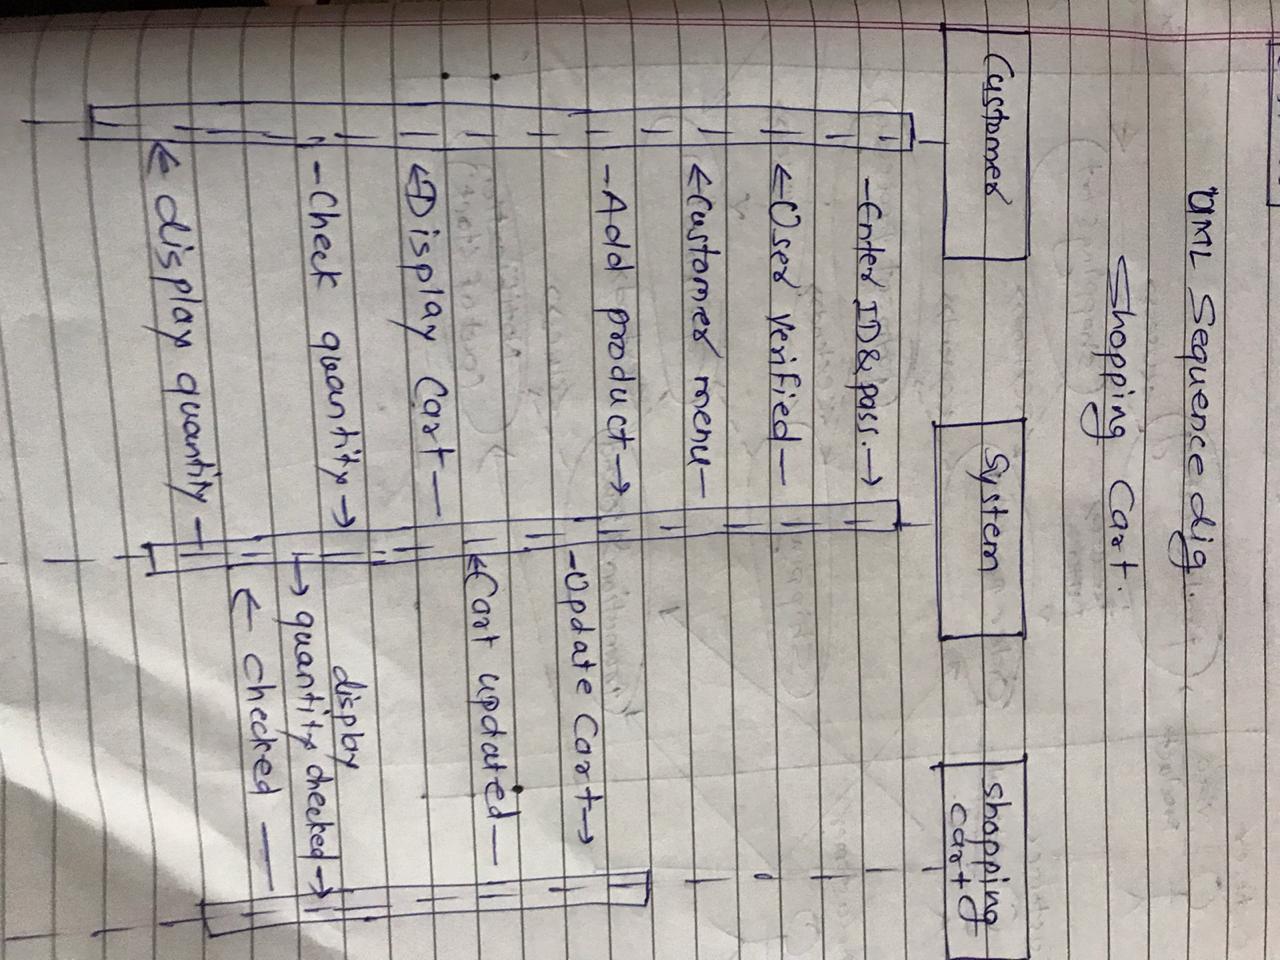 UML Sequence dig.
Shopping Cart.
Customer
System
Shopping
cart
-Enter ID & pass.→
←User verified-
←Customer menu-
-Add product→
-Update Cart→
←Cart updated-
←Display Cart-
-Check quantity→
display
→quantity checked→
← checked -
← display quantity -